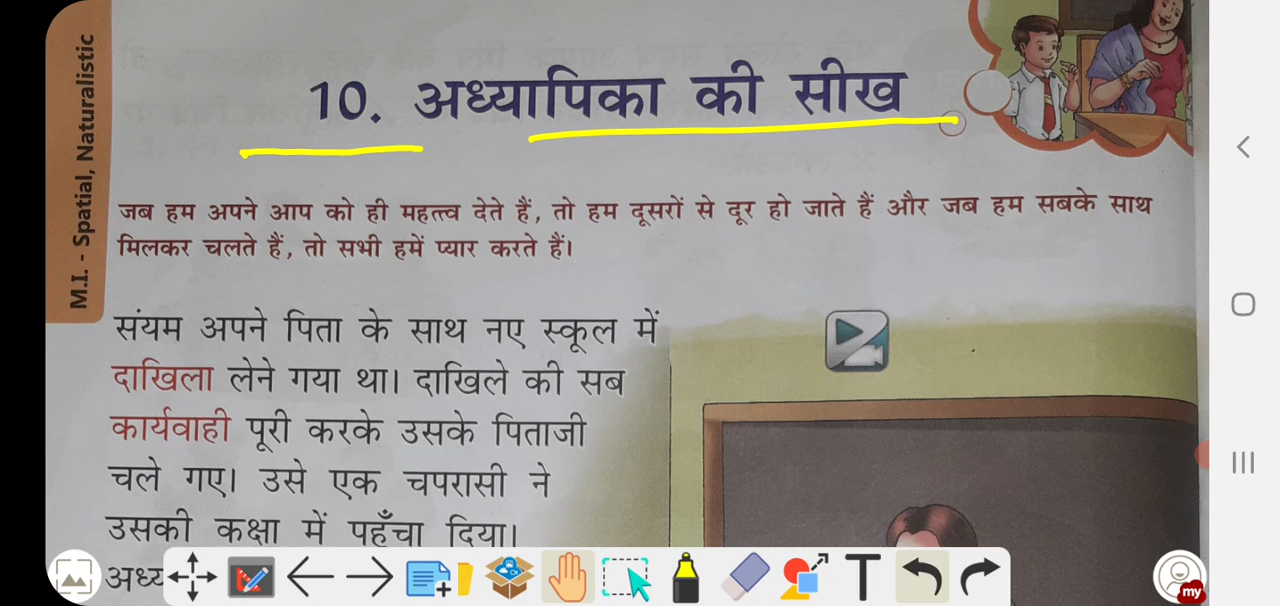 M.I. - Spatial, Naturalistic
10. अध्यापिका की सीख
जब हम अपने आप को ही महत्त्व देते हैं, तो हम दूसरों से दूर हो जाते हैं और जब हम सबके साथ
मिलकर चलते हैं, तो सभी हमें प्यार करते हैं।
संयम अपने पिता के साथ नए स्कूल में
दाखिला लेने गया था। दाखिले की सब
कार्यवाही पूरी करके उसके पिताजी
चले गए। उसे एक चपरासी ने
उसकी कक्षा में पहुँचा दिया।
T
my